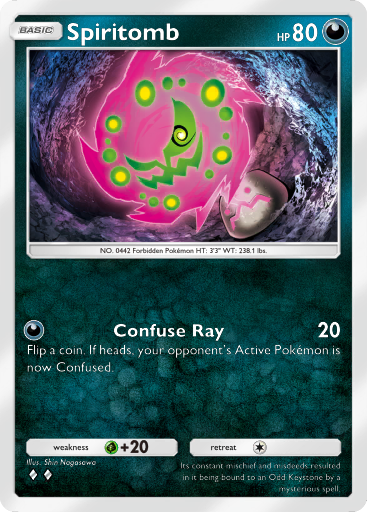 BASIC Spiritomb HP 80
NO. 0442 Forbidden Pokémon HT: 3'3" WT: 238.1 lbs.
Confuse Ray 20
Flip a coin. If heads, your opponent's Active Pokémon is
now Confused.
weakness +20 retreat
Illus. Shin Nagasawa
Its constant mischief and misdeeds resulted
in it being bound to an Odd Keystone by a
mysterious spell.